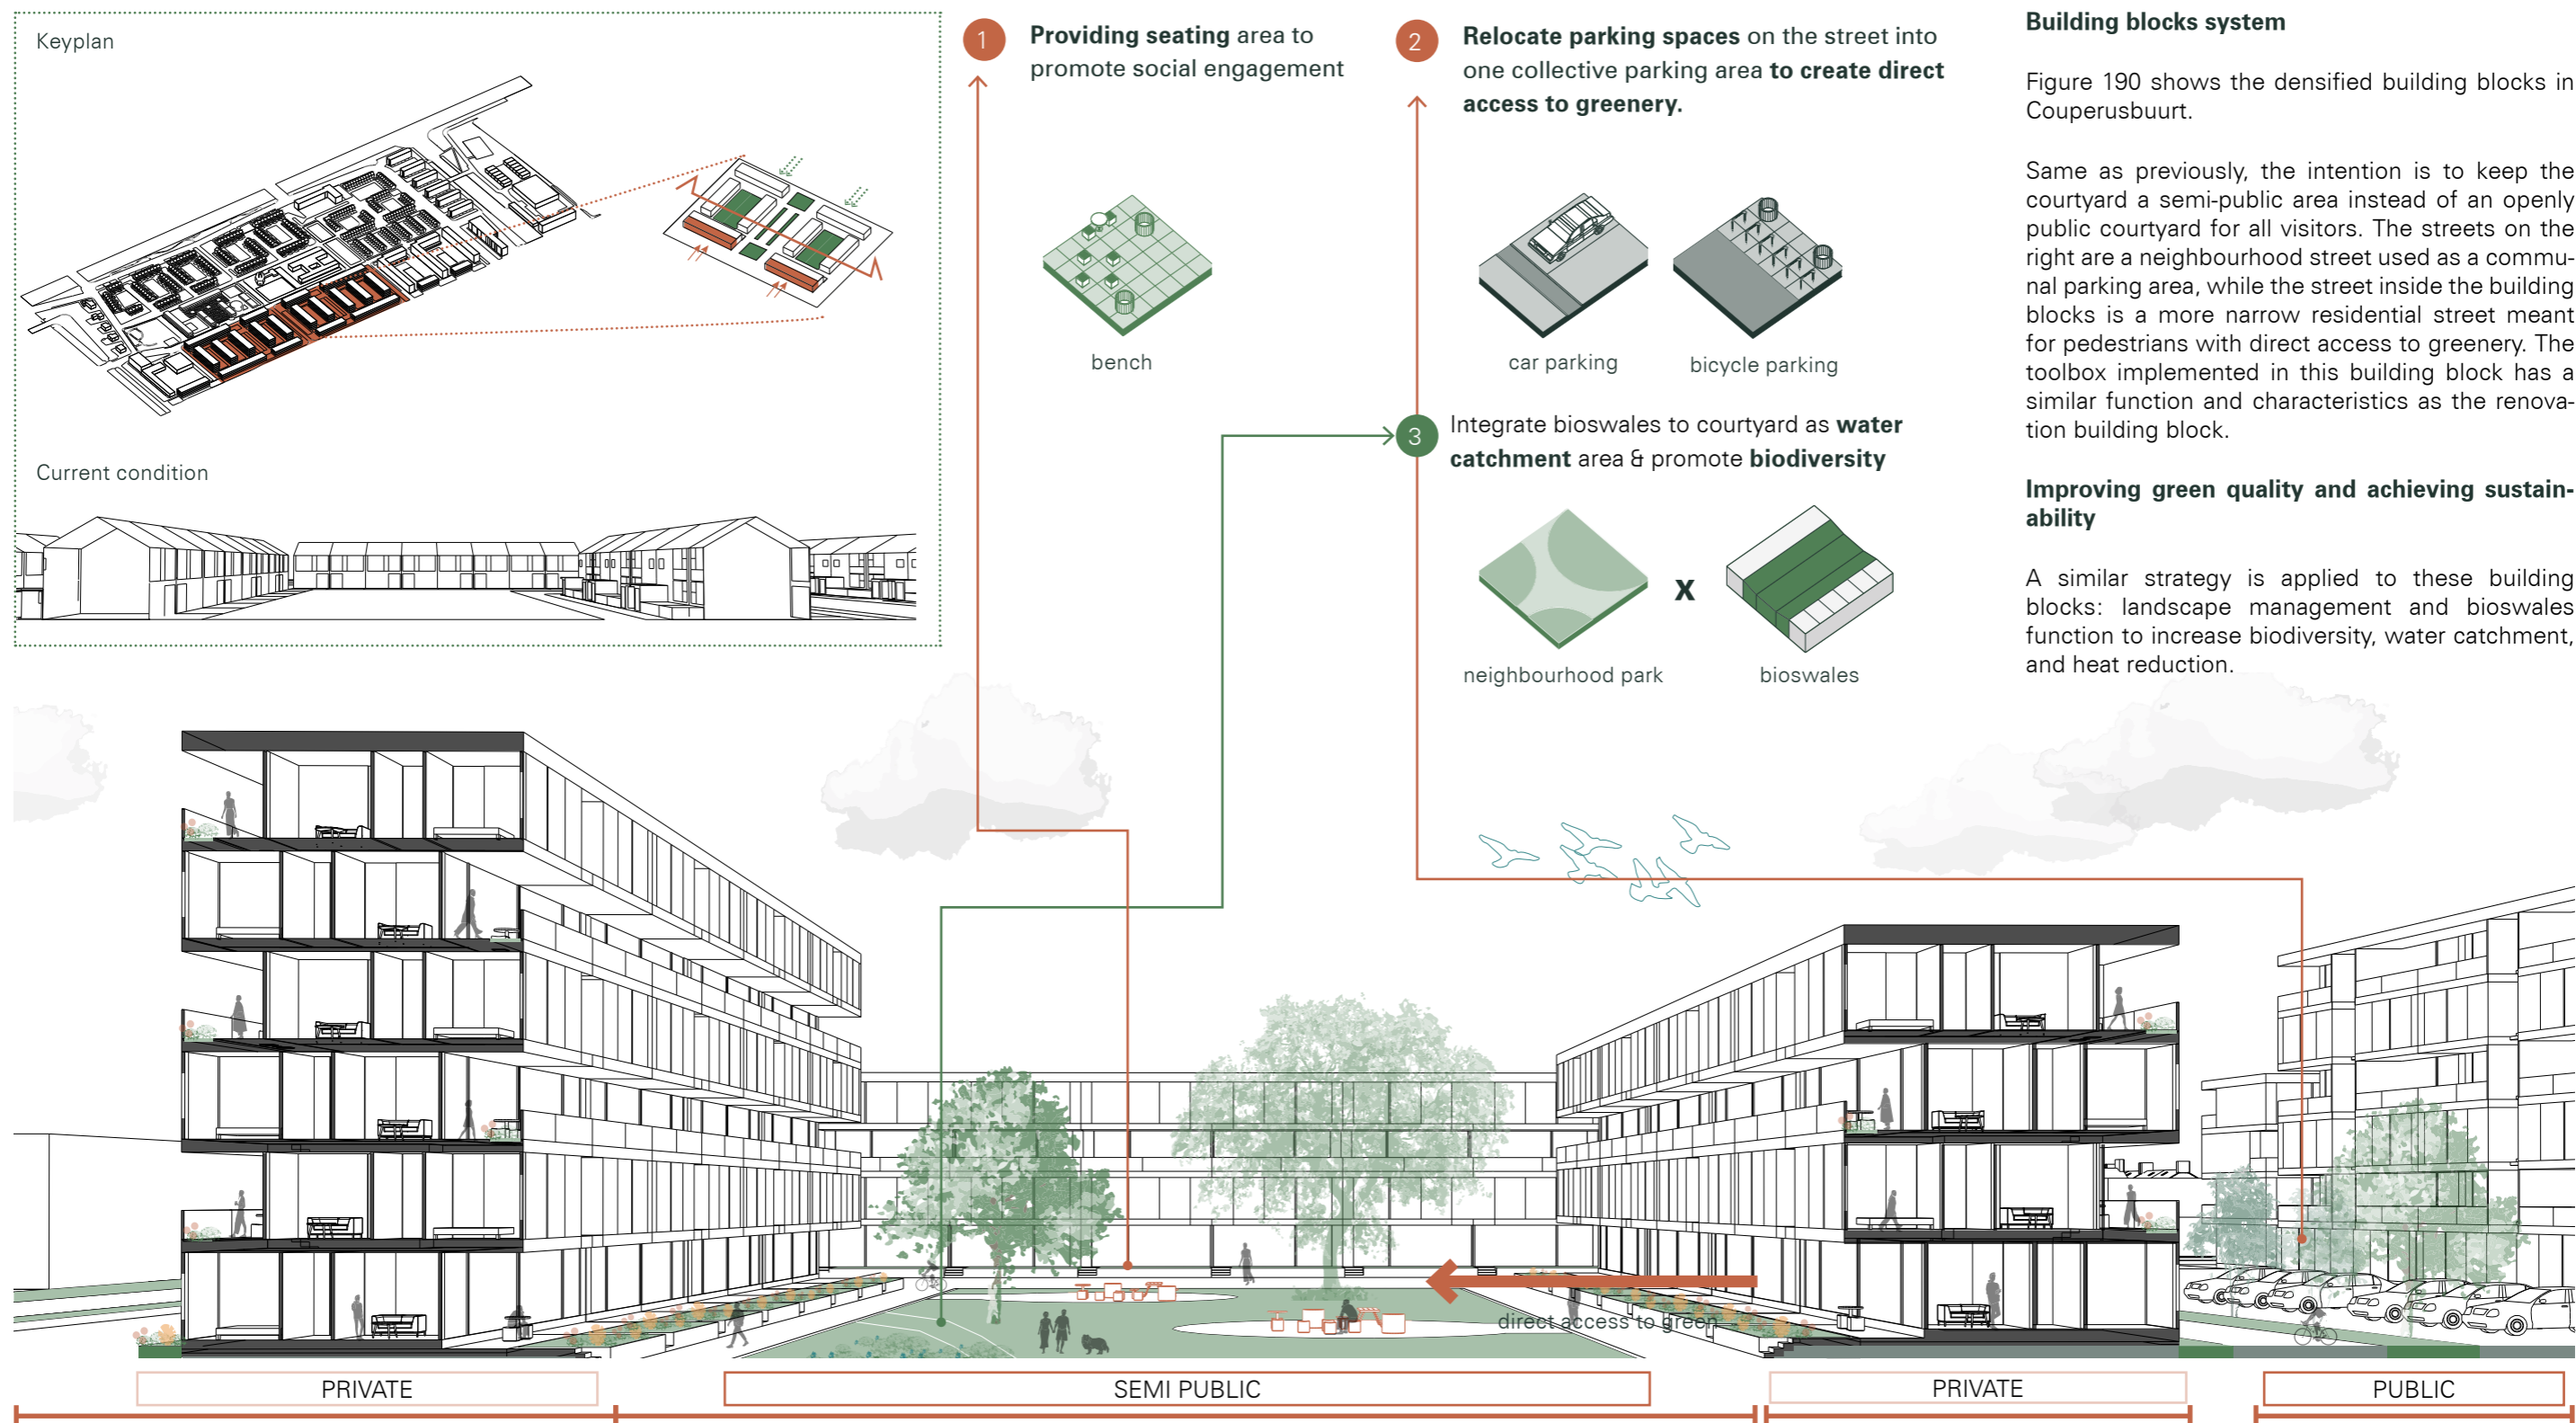 Keyplan
Current condition
1
Providing seating area to
promote social engagement
bench
2
Relocate parking spaces on the street into
one collective parking area to create direct
access to greenery.
car parking
bicycle parking
3
Integrate bioswales to courtyard as water
catchment area & promote biodiversity
neighbourhood park
x
bioswales
Building blocks system
Figure 190 shows the densified building blocks in
Couperusbuurt.
Same as previously, the intention is to keep the
courtyard a semi-public area instead of an openly
public courtyard for all visitors. The streets on the
right are a neighbourhood street used as a commu-
nal parking area, while the street inside the building
blocks is a more narrow residential street meant
for pedestrians with direct access to greenery. The
toolbox implemented in this building block has a
similar function and characteristics as the renova-
tion building block.
Improving green quality and achieving sustain-
ability
A similar strategy is applied to these building
blocks: landscape management and bioswales
function to increase biodiversity, water catchment,
and heat reduction.
direct access to green
PRIVATE
SEMI PUBLIC
PRIVATE
PUBLIC